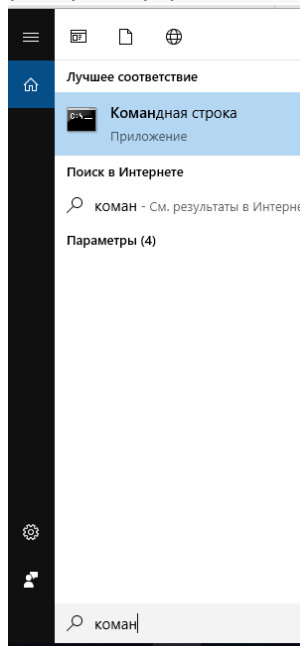 Лучшее соответствие
Командная строка
Приложение
Поиск в Интернете
коман - См. результаты в Интерне
Параметры (4)
коман